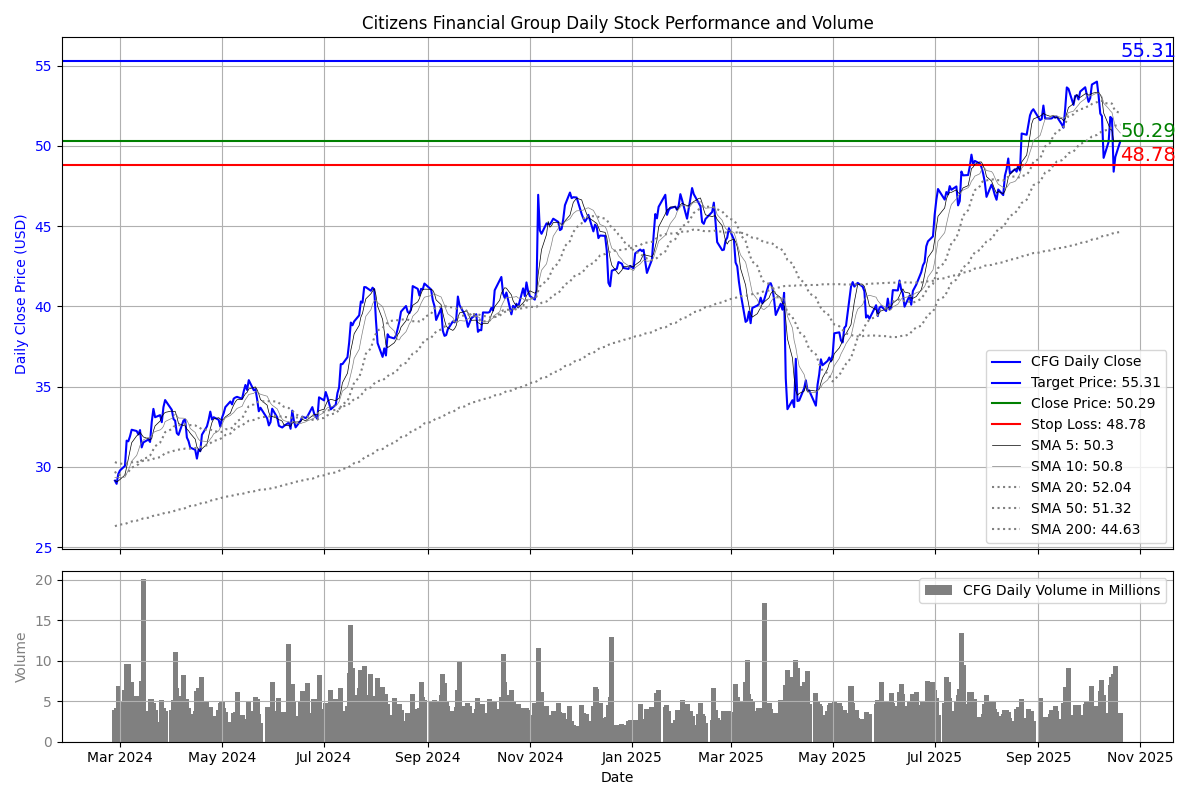 Citizens Financial Group Daily Stock Performance and Volume
Daily Close Price (USD)
55
50
45
40
35
30
25
55.31
50.29
48.78
CFG Daily Close
Target Price: 55.31
Close Price: 50.29
Stop Loss: 48.78
SMA 5: 50.3
SMA 10: 50.8
SMA 20: 52.04
SMA 50: 51.32
SMA 200: 44.63
Volume
20
15
10
5
0
CFG Daily Volume in Millions
Mar 2024 May 2024 Jul 2024 Sep 2024 Nov 2024 Jan 2025 Mar 2025 May 2025 Jul 2025 Sep 2025 Nov 2025
Date